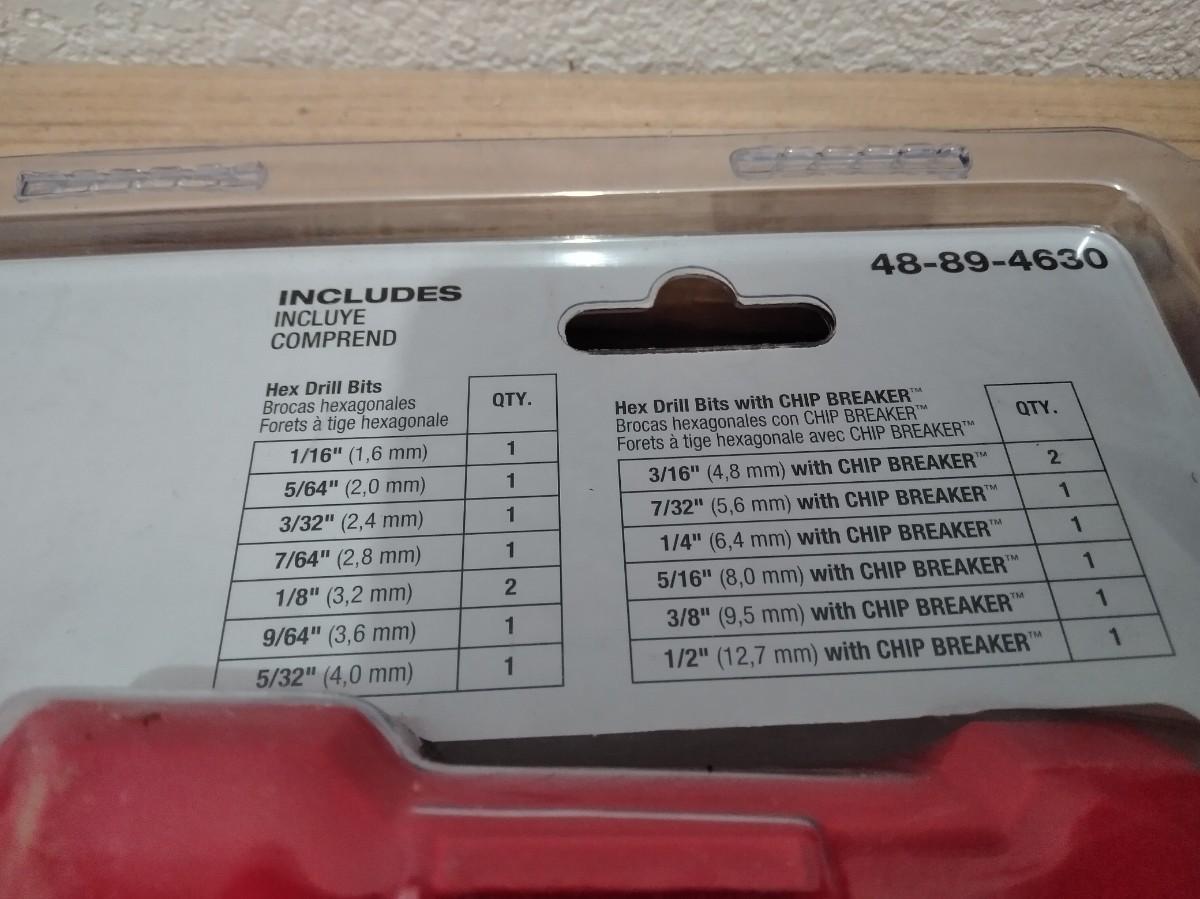 48-89-4630
INCLUDES
INCLUYE
COMPREND
Hex Drill Bits
Brocas hexagonales
Forets à tige hexagonale
QTY.
1/16" (1,6 mm) 1
5/64" (2,0 mm) 1
3/32" (2,4 mm) 1
7/64" (2,8 mm) 1
1/8" (3,2 mm) 2
9/64" (3,6 mm) 1
5/32" (4,0 mm) 1
Hex Drill Bits with CHIP BREAKER™
Brocas hexagonales con CHIP BREAKER™
Forets à tige hexagonale avec CHIP BREAKER™
QTY.
3/16" (4,8 mm) with CHIP BREAKER™ 2
7/32" (5,6 mm) with CHIP BREAKER™ 1
1/4" (6,4 mm) with CHIP BREAKER™ 1
5/16" (8,0 mm) with CHIP BREAKER™ 1
3/8" (9,5 mm) with CHIP BREAKER™ 1
1/2" (12,7 mm) with CHIP BREAKER™ 1